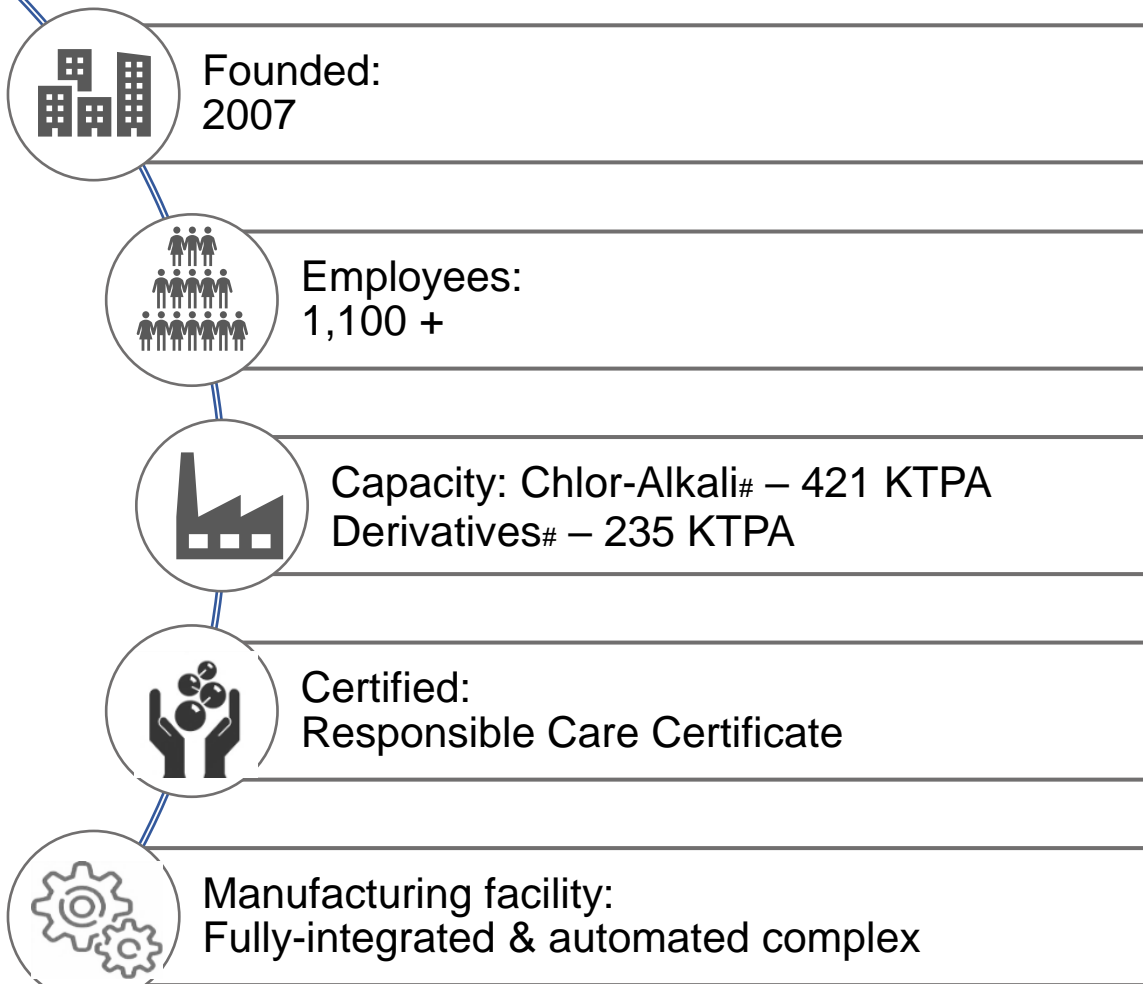 Founded:
2007
Employees:
1,100 +
Capacity: Chlor-Alkali# – 421 KTPA
Derivatives# – 235 KTPA
Certified:
Responsible Care Certificate
Manufacturing facility:
Fully-integrated & automated complex